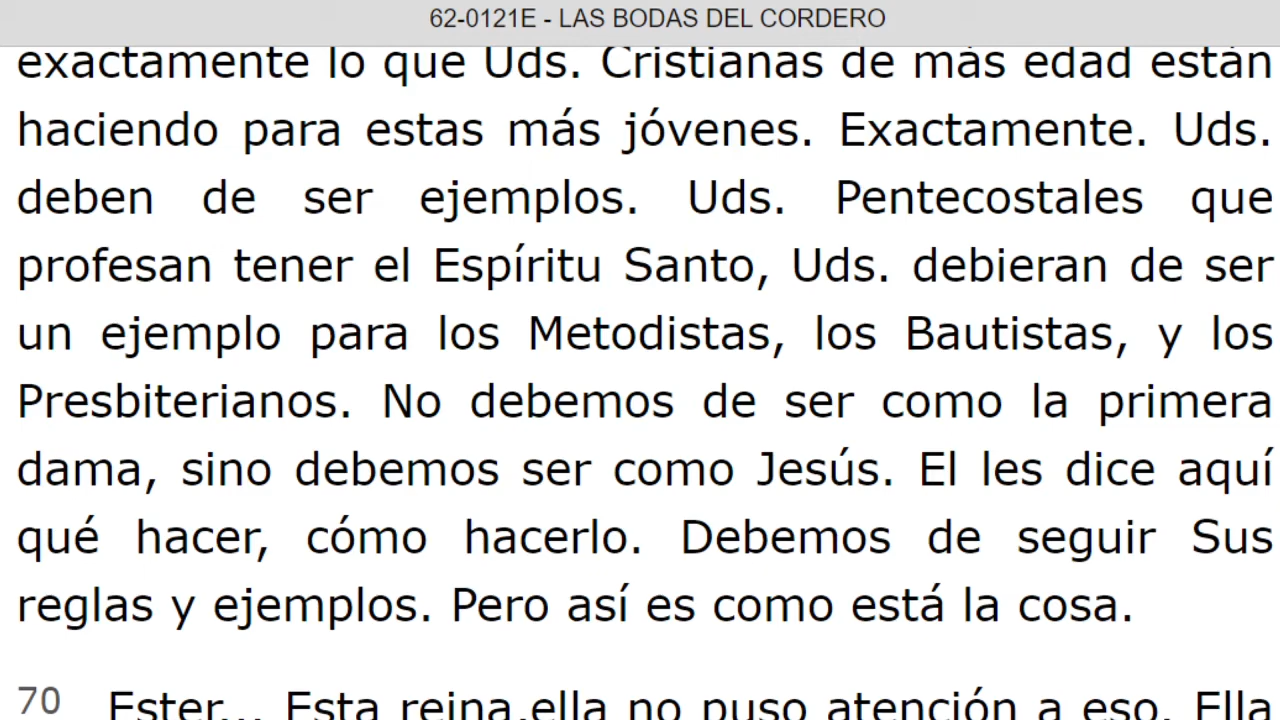 62-0121E - LAS BODAS DEL CORDERO
exactamente lo que Uds. Cristianas de más edad están
haciendo para estas más jóvenes. Exactamente. Uds.
deben de ser ejemplos. Uds. Pentecostales que
profesan tener el Espíritu Santo, Uds. debieran de ser
un ejemplo para los Metodistas, los Bautistas, y los
Presbiterianos. No debemos de ser como la primera
dama, sino debemos ser como Jesús. El les dice aquí
qué hacer, cómo hacerlo. Debemos de seguir Sus
reglas y ejemplos. Pero así es como está la cosa.
70 Ester... Esta reina,ella no puso atención a eso. Ella